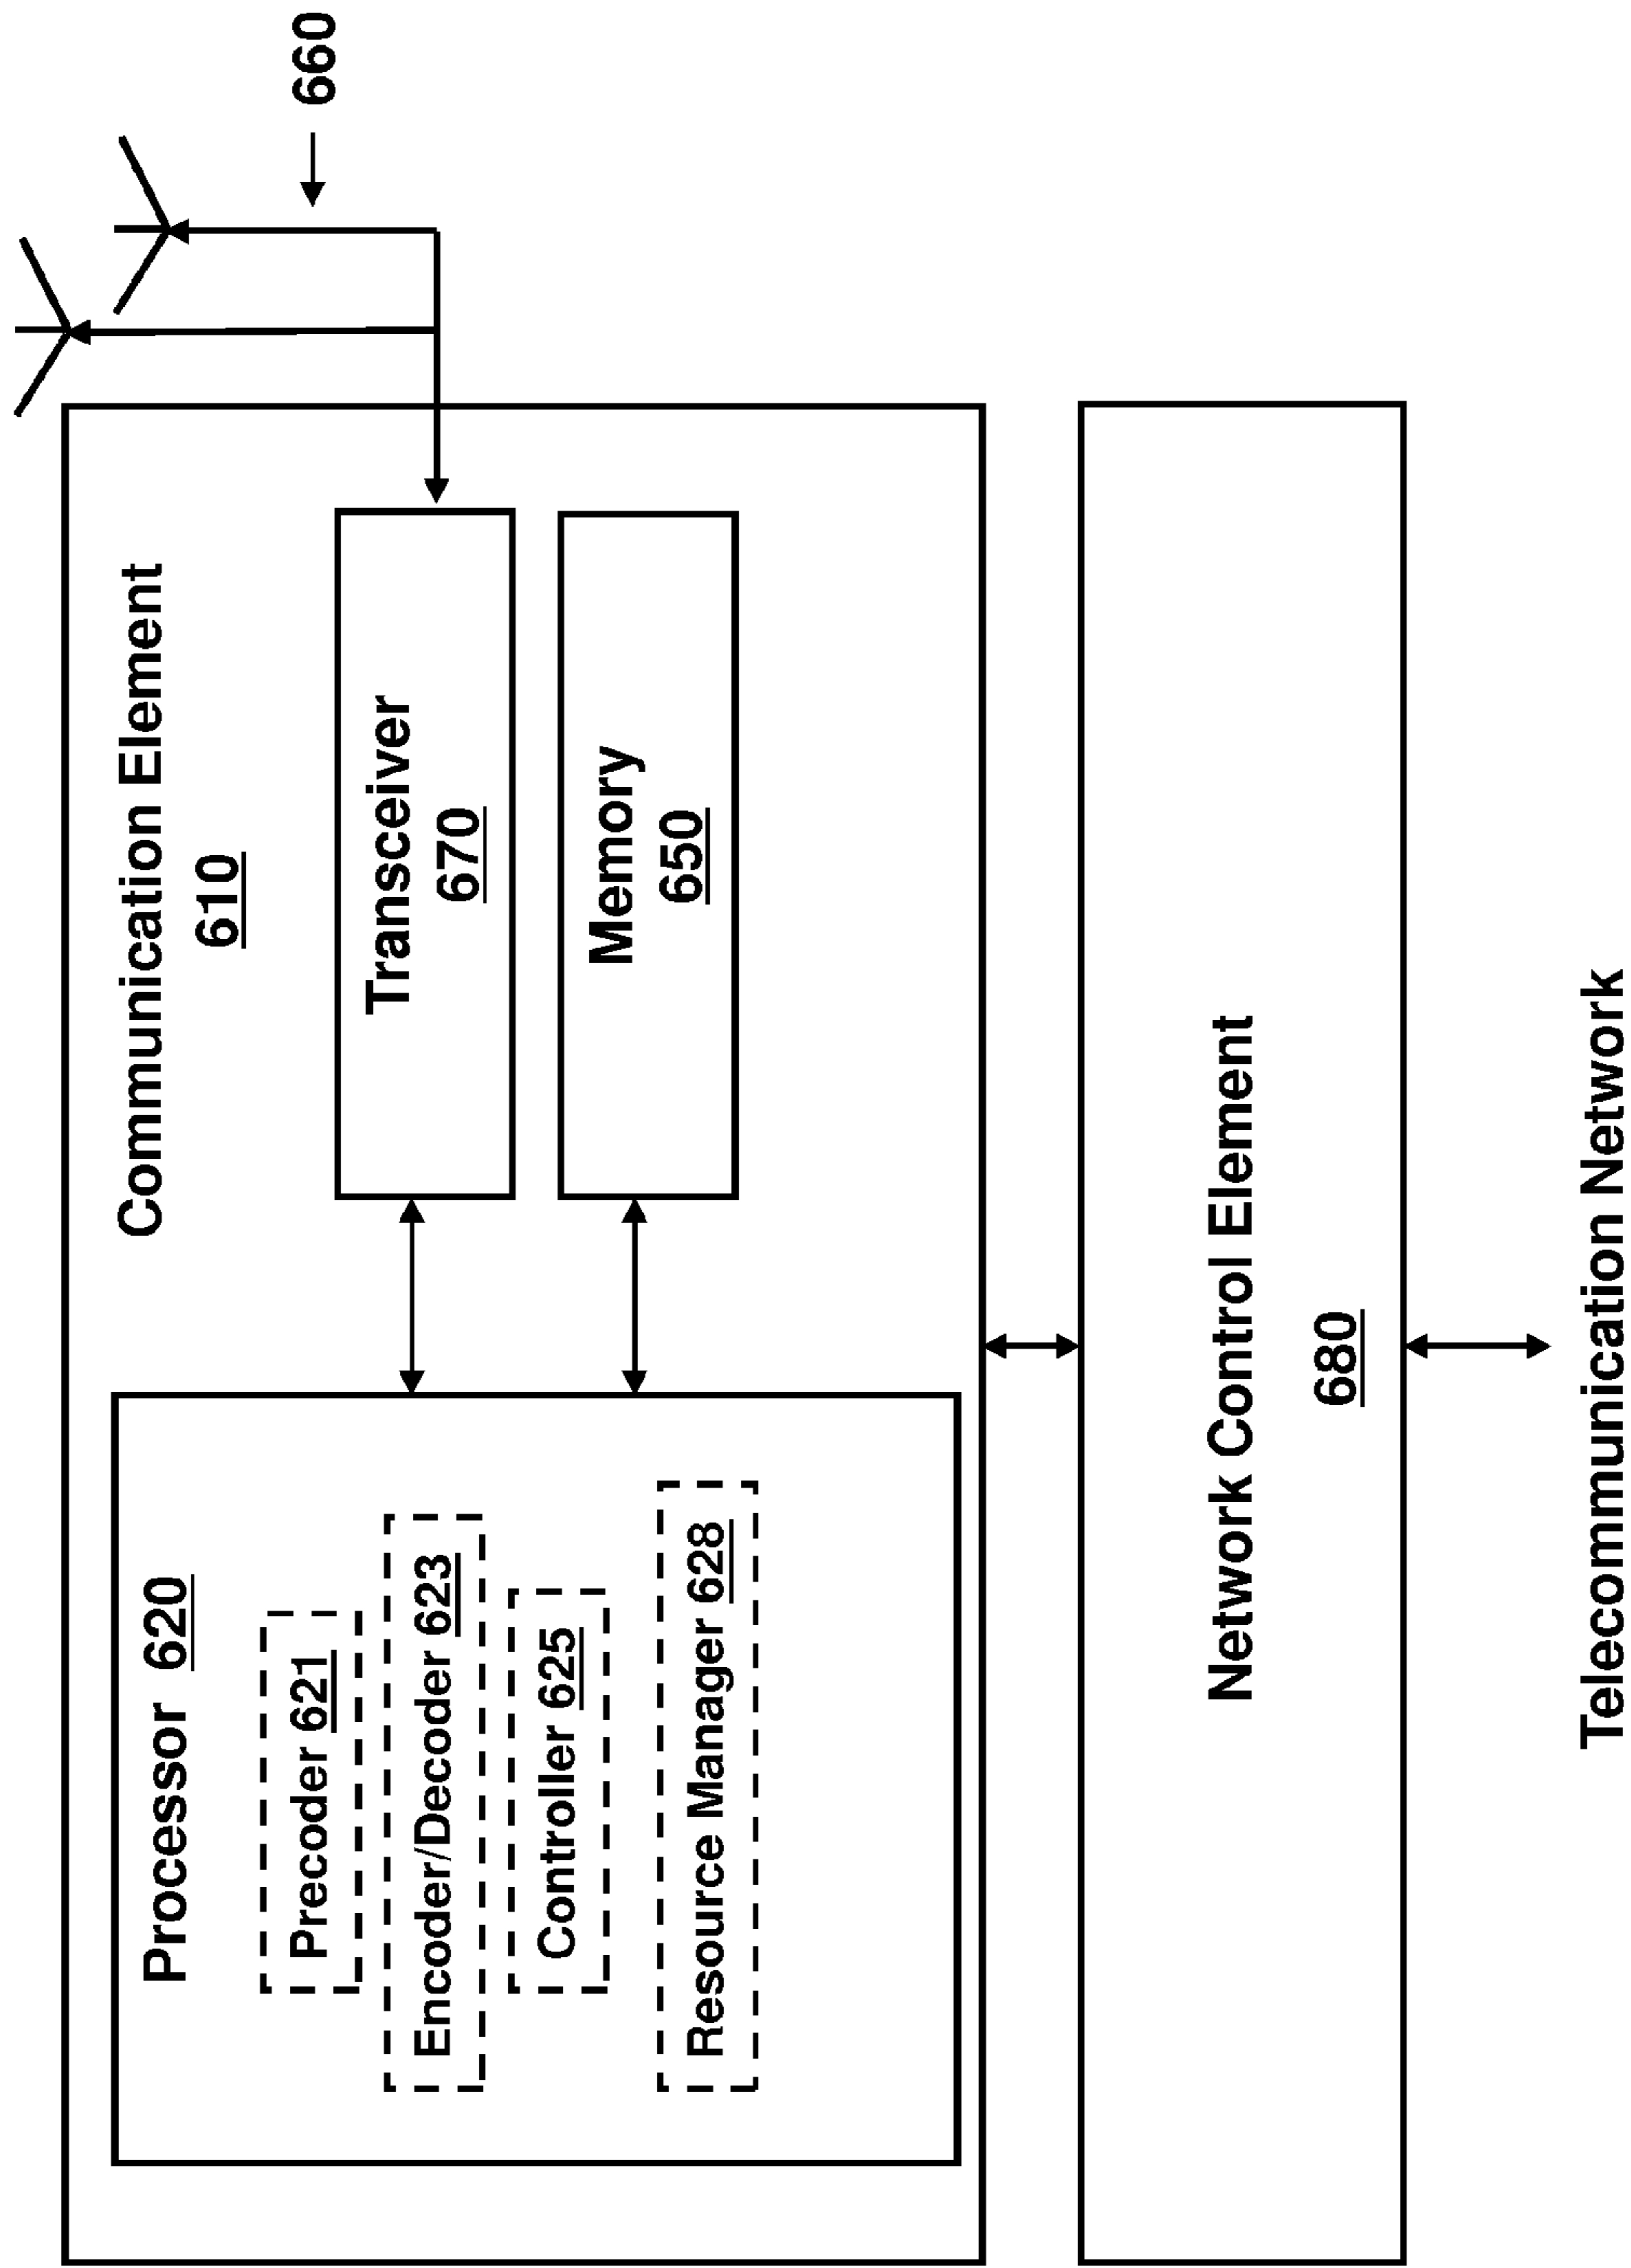 660
Communication Element
610
Processor 620
Precoder 621
Encoder/Decoder 623
Controller 625
Resource Manager 628
Transceiver
670
Memory
650
Network Control Element
680
Telecommunication Network